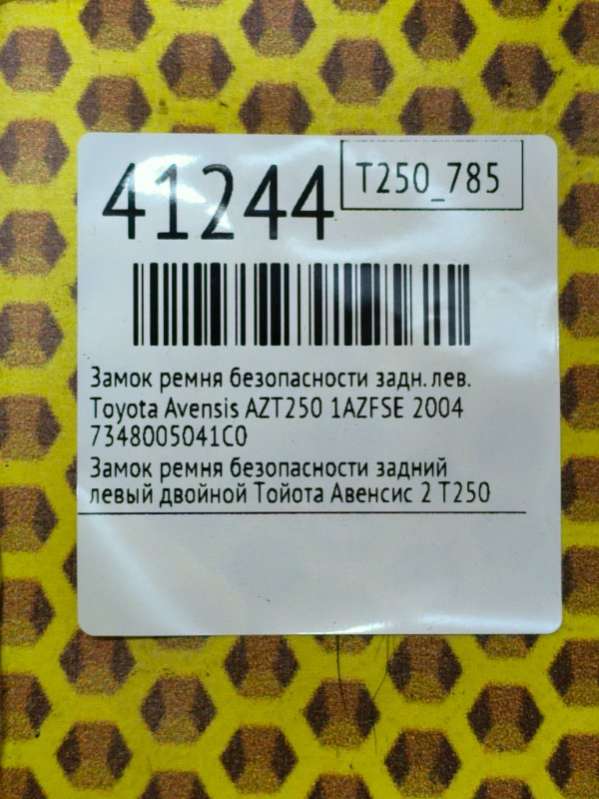 41244
T250_785
Замок ремня безопасности задн. лев.
Toyota Avensis AZT250 1AZFSE 2004
7348005041C0
Замок ремня безопасности задний
левый двойной Тойота Авенсис 2 Т250